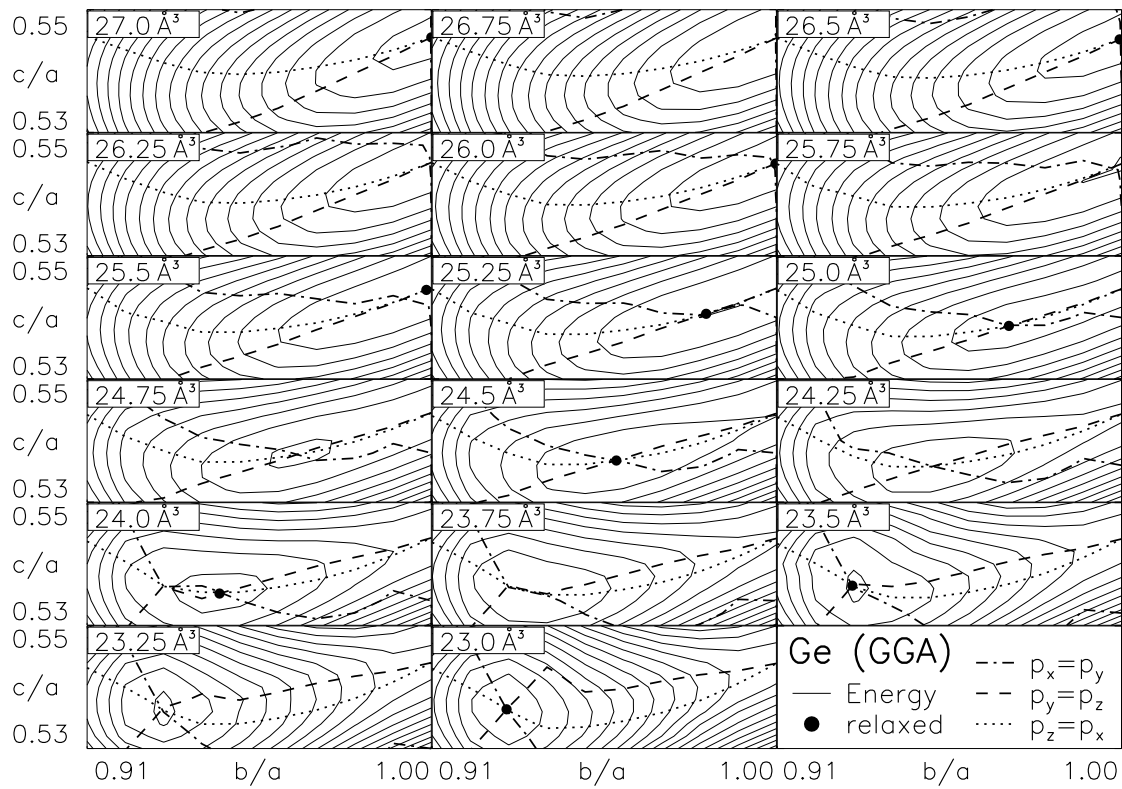 0.55 27.0 Å³ 26.75 Å³ 26.5 Å³
c/a
0.53
0.55 26.25 Å³ 26.0 Å³ 25.75 Å³
c/a
0.53
0.55 25.5 Å³ 25.25 Å³ 25.0 Å³
c/a
0.53
0.55 24.75 Å³ 24.5 Å³ 24.25 Å³
c/a
0.53
0.55 24.0 Å³ 23.75 Å³ 23.5 Å³
c/a
0.53
0.55 23.25 Å³ 23.0 Å³
c/a
0.53
Ge (GGA)
Energy
relaxed
pₓ=p_y
p_y=p_z
p_z=pₓ
0.91 b/a 1.00 0.91 b/a 1.00 0.91 b/a 1.00